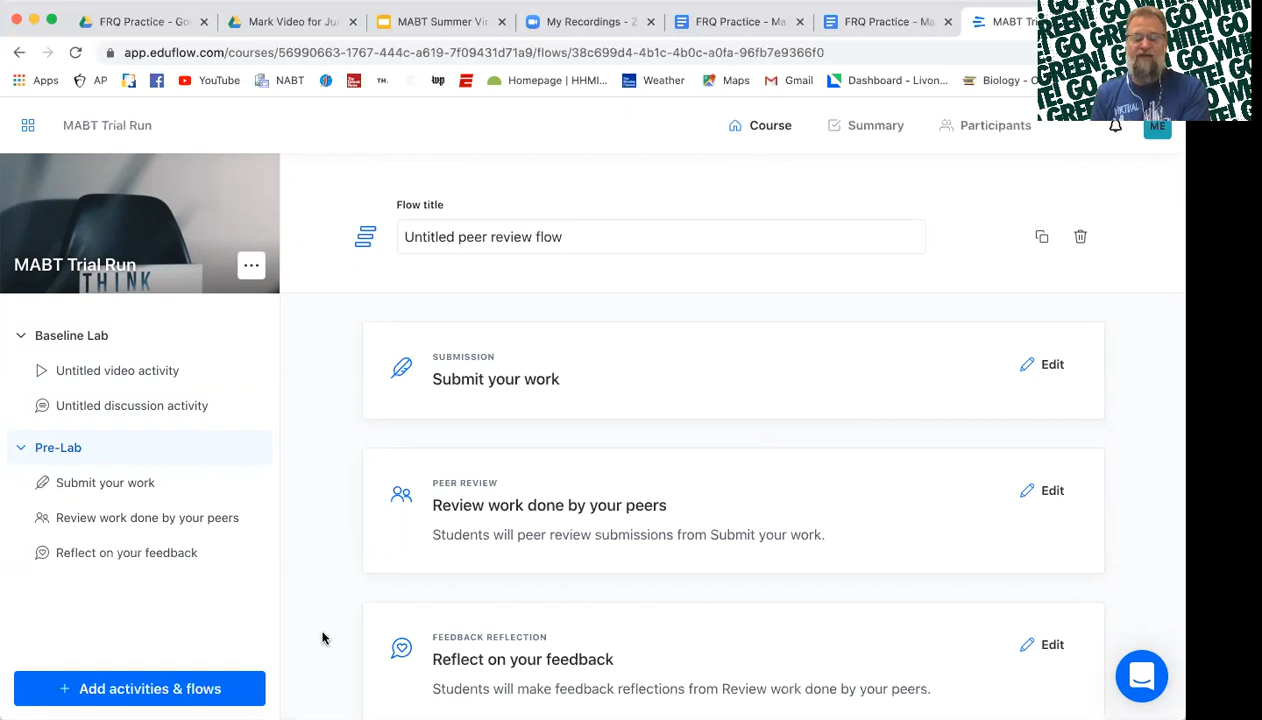 FRQ Practice - Go
Mark Video for Ju
MABT Summer Vir
My Recordings - Z
FRQ Practice - Ma
FRQ Practice - Ma
MABT Tri
app.eduflow.com/courses/56990663-1767-444c-a619-7f09431d71a9/flows/38c699d4-4b1c-4b0c-a0fa-96fb7e9366f0
Apps
AP
YouTube
NABT
TH.
wp
Homepage | HHMI...
Weather
Maps
Gmail
Dashboard - Livon...
Biology - C
GO GREEN! GO WHITE!
VIRTUAL
MABT Trial Run
Course
Summary
Participants
ME
MABT Trial Run
THINK
Flow title
Untitled peer review flow
Baseline Lab
Untitled video activity
Untitled discussion activity
Pre-Lab
Submit your work
Review work done by your peers
Reflect on your feedback
+ Add activities & flows
SUBMISSION
Submit your work
Edit
PEER REVIEW
Review work done by your peers
Edit
Students will peer review submissions from Submit your work.
FEEDBACK REFLECTION
Reflect on your feedback
Edit
Students will make feedback reflections from Review work done by your peers.